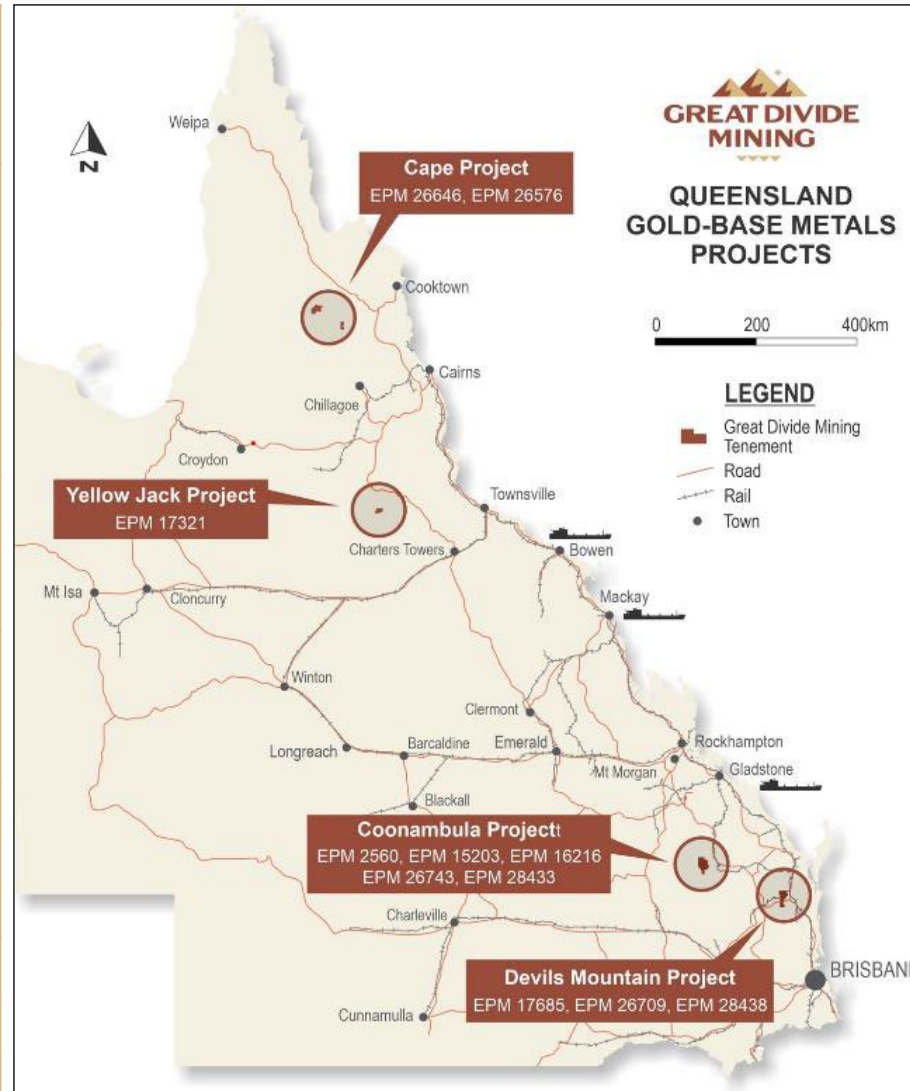 GREAT DIVIDE
MINING
QUEENSLAND
GOLD-BASE METALS
PROJECTS
0 200 400km
LEGEND
Great Divide Mining
Tenement
Road
Rail
Town
N
Weipa
Cape Project
EPM 26646, EPM 26576
Cooktown
Cairns
Chillagoe
Croydon
Yellow Jack Project
EPM 17321
Townsville
Charters Towers
Bowen
Mt Isa
Cloncurry
Mackay
Winton
Clermont
Longreach
Barcaldine
Emerald
Rockhampton
Mt Morgan
Gladstone
Blackall
Coonambula Projectt
EPM 2560, EPM 15203, EPM 16216
EPM 26743, EPM 28433
Charleville
Devils Mountain Project
EPM 17685, EPM 26709, EPM 28438
BRISBAN
Cunnamulla